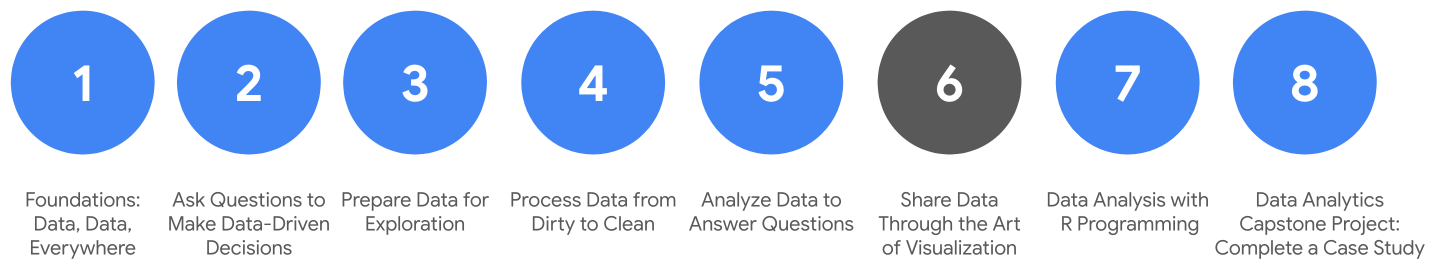 1
2
3
4
5
6
7
8
Foundations:
Data, Data,
Everywhere
Ask Questions to
Make Data-Driven
Decisions
Prepare Data for
Exploration
Process Data from
Dirty to Clean
Analyze Data to
Answer Questions
Share Data
Through the Art
of Visualization
Data Analysis with
R Programming
Data Analytics
Capstone Project:
Complete a Case Study